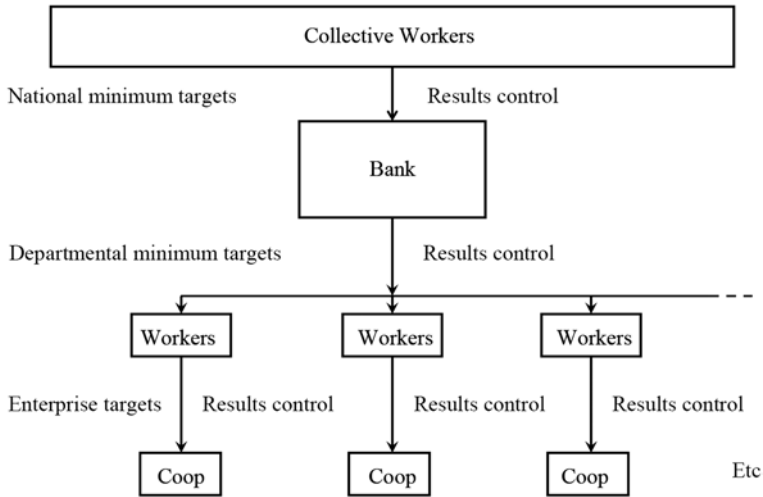 Collective Workers
National minimum targets
Results control
Bank
Departmental minimum targets
Results control
Workers
Workers
Workers
Enterprise targets
Results control
Results control
Results control
Coop
Coop
Coop
Etc